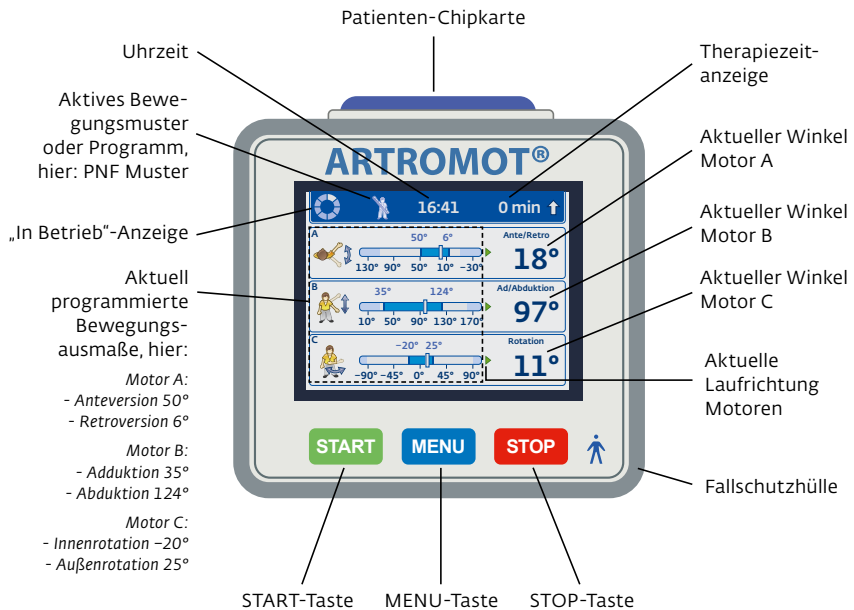 Patienten-Chipkarte
Uhrzeit
Therapiezeit-
anzeige
Aktives Bewe-
gungsmuster
oder Programm,
hier: PNF Muster
„In Betrieb“-Anzeige
Aktuell
programmierte
Bewegungs-
ausmaße, hier:
Motor A:
- Anteversion 50°
- Retroversion 6°
Motor B:
- Adduktion 35°
- Abduktion 124°
Motor C:
- Innenrotation –20°
- Außenrotation 25°
ARTROMOT®
16:41 0 min
A
50° 6°
130° 90° 50° 10° –30°
Ante/Retro
18°
B
35° 124°
10° 50° 90° 130° 170°
Ad/Abduktion
97°
C
–20° 25°
–90° –45° 0° 45° 90°
Rotation
11°
START MENU STOP
Aktueller Winkel
Motor A
Aktueller Winkel
Motor B
Aktueller Winkel
Motor C
Aktuelle
Laufrichtung
Motoren
Fallschutzhülle
START-Taste MENU-Taste STOP-Taste